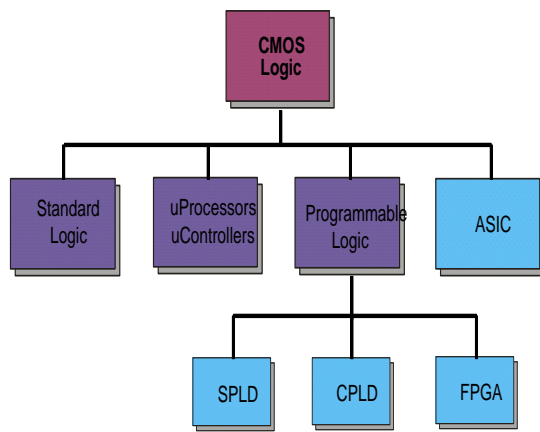 CMOS
Logic
Standard
Logic
uProcessors
uControllers
Programmable
Logic
ASIC
SPLD
CPLD
FPGA